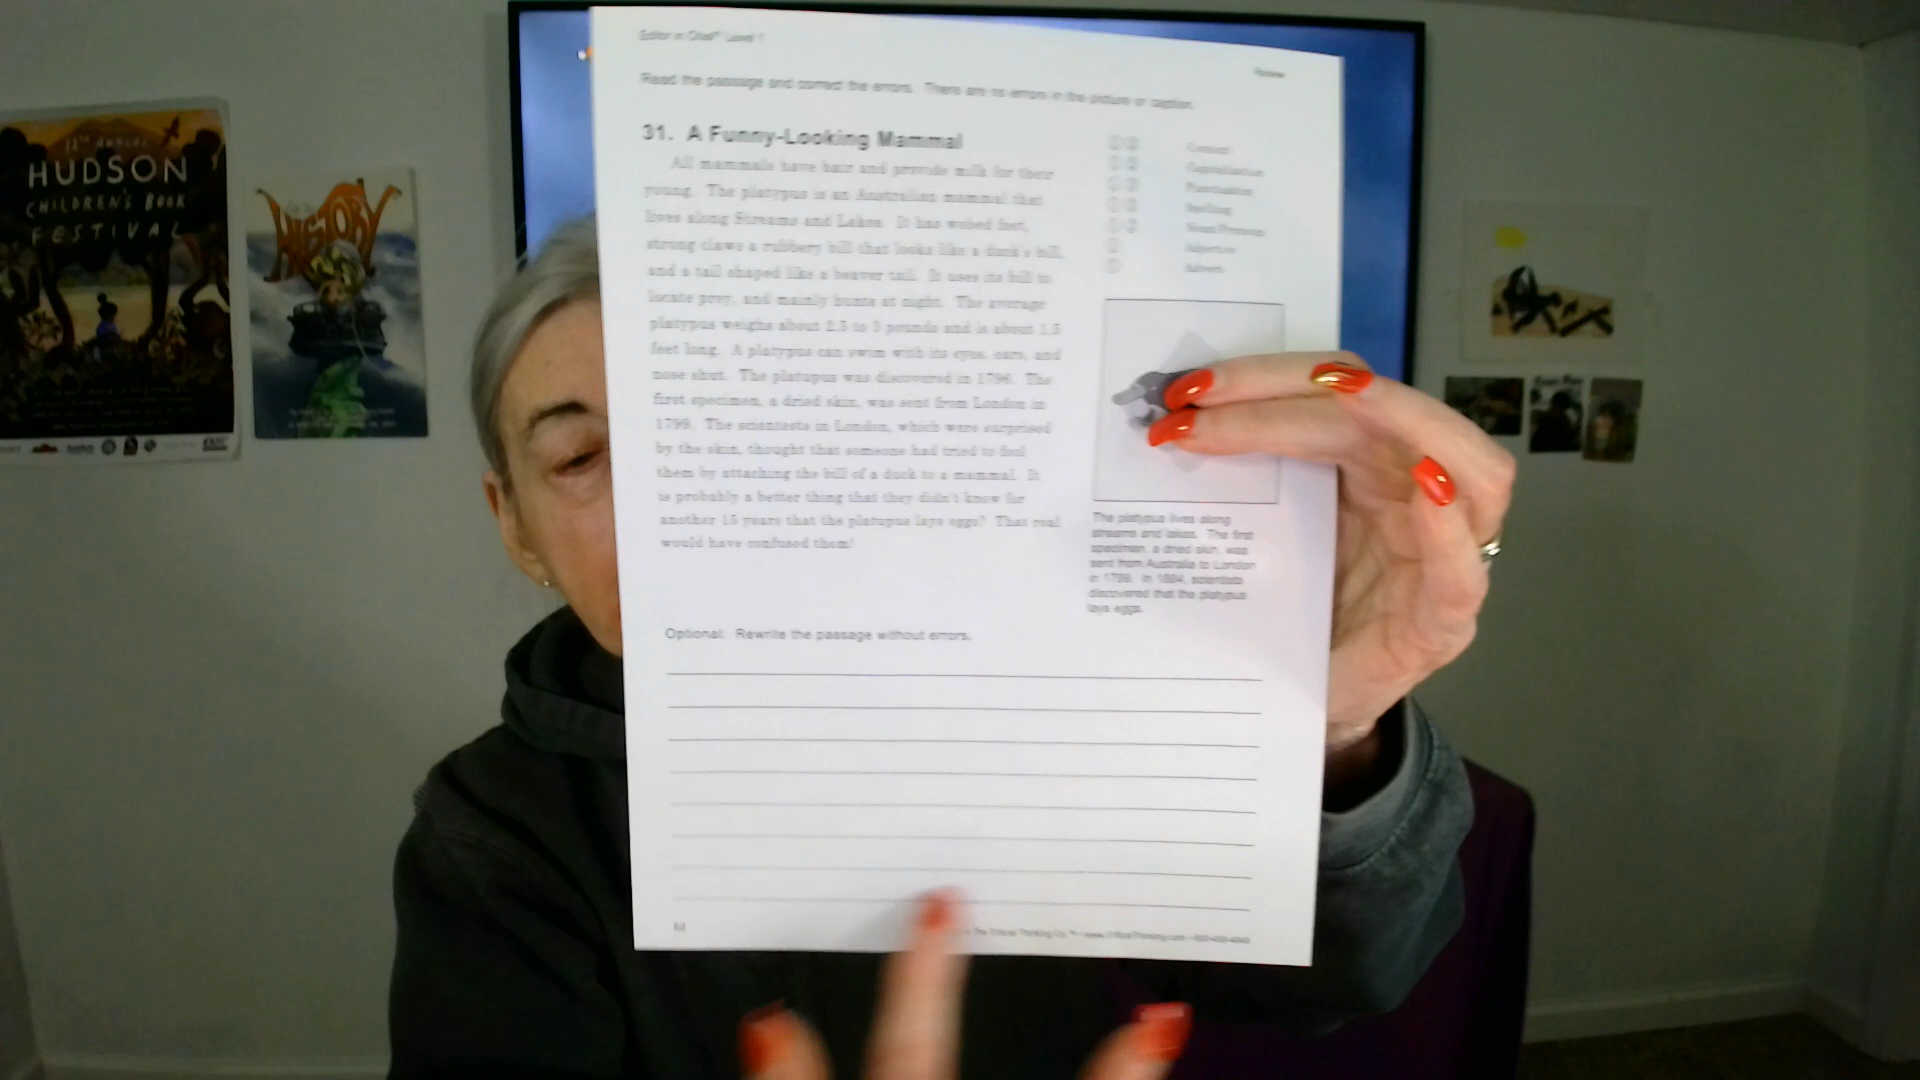 Editor in Chief® Level 1
Review
Read the passage and correct the errors. There are no errors in the picture or caption.
31. A Funny-Looking Mammal
All mammals have hair and provide milk for their
young. The platypus is an Australian mammal that
lives along Streams and Lakes. It has webed feet,
strong claws a rubbery bill that looks like a duck's bill,
and a tail shaped like a beaver tail. It uses its bill to
locate prey, and mainly hunts at night. The average
platypus weighs about 2.5 to 3 pounds and is about 1.5
feet long. A platypus can swim with its eyes, ears, and
nose shut. The platupus was discovered in 1796. The
first specimen, a dried skin, was sent from London in
1799. The scientests in London, which were surprised
by the skin, thought that someone had tried to fool
them by attaching the bill of a duck to a mammal. It
is probably a better thing that they didn't know for
another 15 years that the platupus lays eggs? That real
would have confused them!
Content
Capitalization
Punctuation
Spelling
Noun/Pronoun
Adjective
Adverb
The platypus lives along
streams and lakes. The first
specimen, a dried skin, was
sent from Australia to London
in 1799. In 1884, scientists
discovered that the platypus
lays eggs.
Optional: Rewrite the passage without errors.
The Critical Thinking Co.™ • www.CriticalThinking.com • 800-458-4849
HUDSON
CHILDREN'S BOOK
FESTIVAL
HISTORY